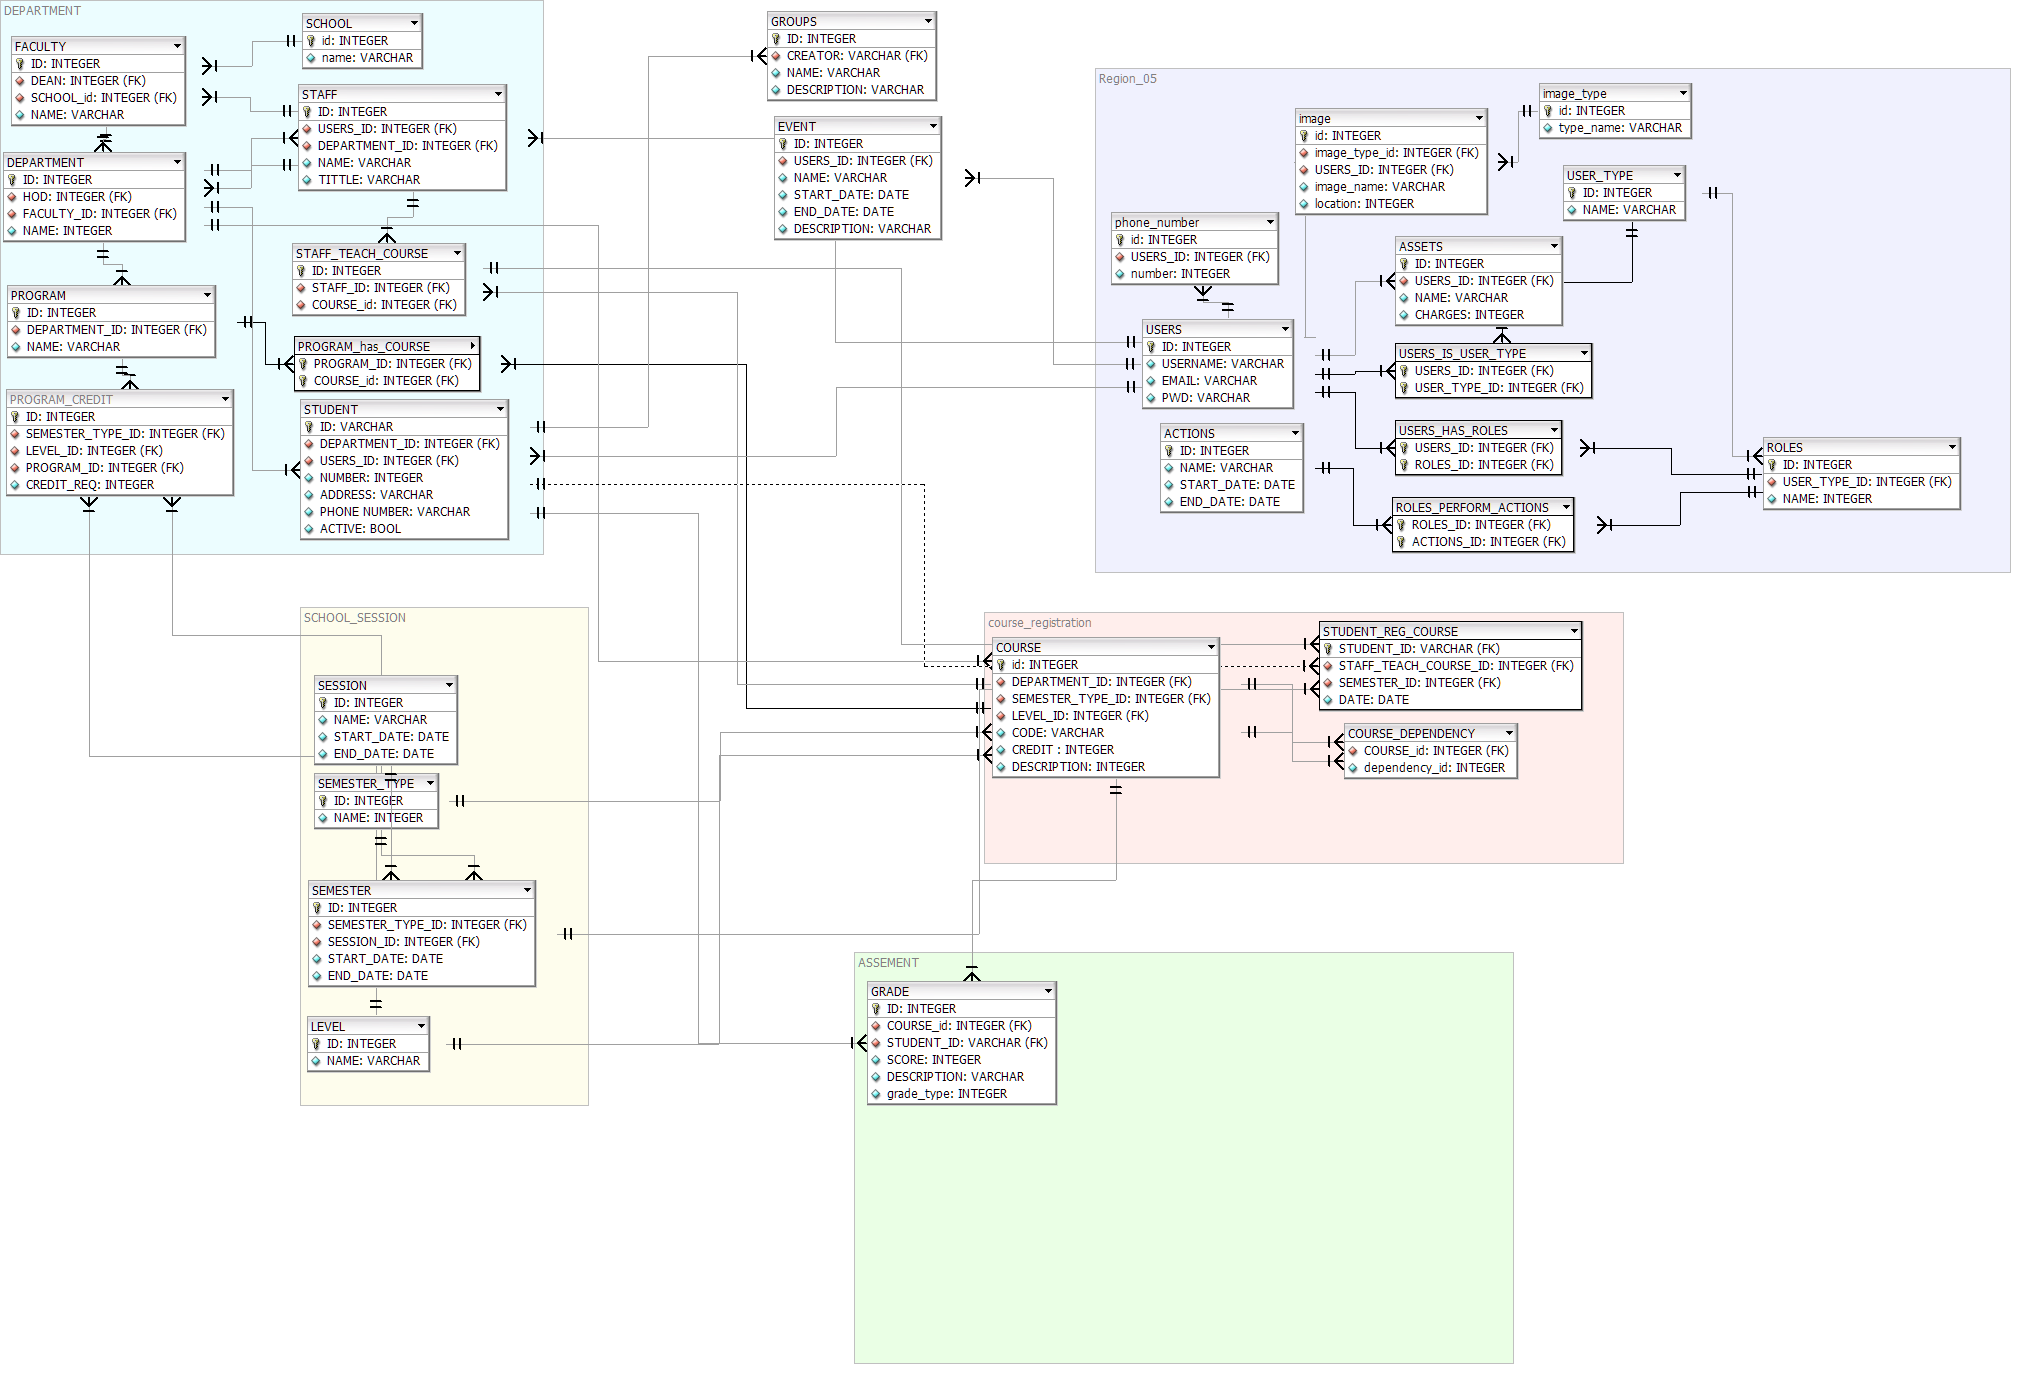 DEPARTMENT
FACULTY
ID: INTEGER
DEAN: INTEGER (FK)
SCHOOL_id: INTEGER (FK)
NAME: VARCHAR
SCHOOL
id: INTEGER
name: VARCHAR
STAFF
ID: INTEGER
USERS_ID: INTEGER (FK)
DEPARTMENT_ID: INTEGER (FK)
NAME: VARCHAR
TITTLE: VARCHAR
DEPARTMENT
ID: INTEGER
HOD: INTEGER (FK)
FACULTY_ID: INTEGER (FK)
NAME: INTEGER
STAFF_TEACH_COURSE
ID: INTEGER
STAFF_ID: INTEGER (FK)
COURSE_id: INTEGER (FK)
PROGRAM
ID: INTEGER
DEPARTMENT_ID: INTEGER (FK)
NAME: VARCHAR
PROGRAM_has_COURSE
PROGRAM_ID: INTEGER (FK)
COURSE_id: INTEGER (FK)
PROGRAM_CREDIT
ID: INTEGER
SEMESTER_TYPE_ID: INTEGER (FK)
LEVEL_ID: INTEGER (FK)
PROGRAM_ID: INTEGER (FK)
CREDIT_REQ: INTEGER
STUDENT
ID: VARCHAR
DEPARTMENT_ID: INTEGER (FK)
USERS_ID: INTEGER (FK)
NUMBER: INTEGER
ADDRESS: VARCHAR
PHONE NUMBER: VARCHAR
ACTIVE: BOOL
GROUPS
ID: INTEGER
CREATOR: VARCHAR (FK)
NAME: VARCHAR
DESCRIPTION: VARCHAR
EVENT
ID: INTEGER
USERS_ID: INTEGER (FK)
NAME: VARCHAR
START_DATE: DATE
END_DATE: DATE
DESCRIPTION: VARCHAR
Region_05
image
id: INTEGER
image_type_id: INTEGER (FK)
USERS_ID: INTEGER (FK)
image_name: VARCHAR
location: INTEGER
image_type
id: INTEGER
type_name: VARCHAR
USER_TYPE
ID: INTEGER
NAME: VARCHAR
phone_number
id: INTEGER
USERS_ID: INTEGER (FK)
number: INTEGER
ASSETS
ID: INTEGER
USERS_ID: INTEGER (FK)
NAME: VARCHAR
CHARGES: INTEGER
USERS
ID: INTEGER
USERNAME: VARCHAR
EMAIL: VARCHAR
PWD: VARCHAR
USERS_IS_USER_TYPE
USERS_ID: INTEGER (FK)
USER_TYPE_ID: INTEGER (FK)
ACTIONS
ID: INTEGER
NAME: VARCHAR
START_DATE: DATE
END_DATE: DATE
USERS_HAS_ROLES
USERS_ID: INTEGER (FK)
ROLES_ID: INTEGER (FK)
ROLES
ID: INTEGER
USER_TYPE_ID: INTEGER (FK)
NAME: INTEGER
ROLES_PERFORM_ACTIONS
ROLES_ID: INTEGER (FK)
ACTIONS_ID: INTEGER (FK)
SCHOOL_SESSION
SESSION
ID: INTEGER
NAME: VARCHAR
START_DATE: DATE
END_DATE: DATE
SEMESTER_TYPE
ID: INTEGER
NAME: INTEGER
SEMESTER
ID: INTEGER
SEMESTER_TYPE_ID: INTEGER (FK)
SESSION_ID: INTEGER (FK)
START_DATE: DATE
END_DATE: DATE
LEVEL
ID: INTEGER
NAME: VARCHAR
course_registration
COURSE
id: INTEGER
DEPARTMENT_ID: INTEGER (FK)
SEMESTER_TYPE_ID: INTEGER (FK)
LEVEL_ID: INTEGER (FK)
CODE: VARCHAR
CREDIT : INTEGER
DESCRIPTION: INTEGER
STUDENT_REG_COURSE
STUDENT_ID: VARCHAR (FK)
STAFF_TEACH_COURSE_ID: INTEGER (FK)
SEMESTER_ID: INTEGER (FK)
DATE: DATE
COURSE_DEPENDENCY
COURSE_id: INTEGER (FK)
dependency_id: INTEGER
ASSEMENT
GRADE
ID: INTEGER
COURSE_id: INTEGER (FK)
STUDENT_ID: VARCHAR (FK)
SCORE: INTEGER
DESCRIPTION: VARCHAR
grade_type: INTEGER